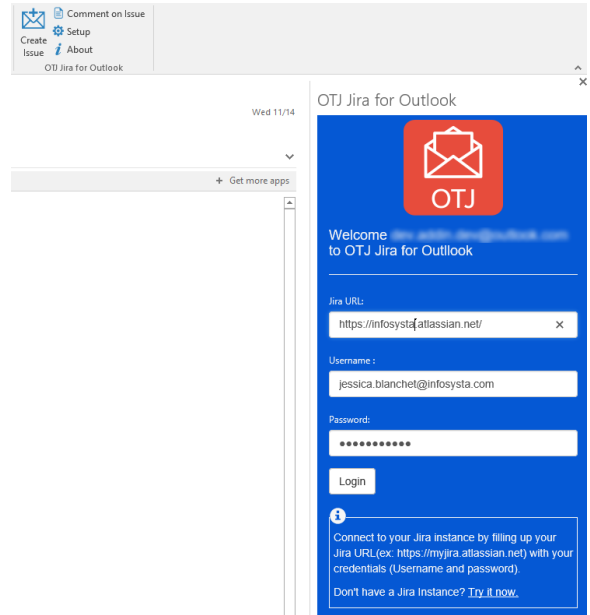 Comment on Issue
Setup
Create
Issue
About
OTJ Jira for Outlook
Wed 11/14
+ Get more apps
OTJ Jira for Outlook
OTJ
Welcome
to OTJ Jira for Outllook
Jira URL:
https://infosysta.atlassian.net/
Username :
jessica.blanchet@infosysta.com
Password:
●●●●●●●●●●●
Login
Connect to your Jira instance by filling up your
Jira URL(ex: https://myjira.atlassian.net) with your
credentials (Username and password).
Don't have a Jira Instance? Try it now.